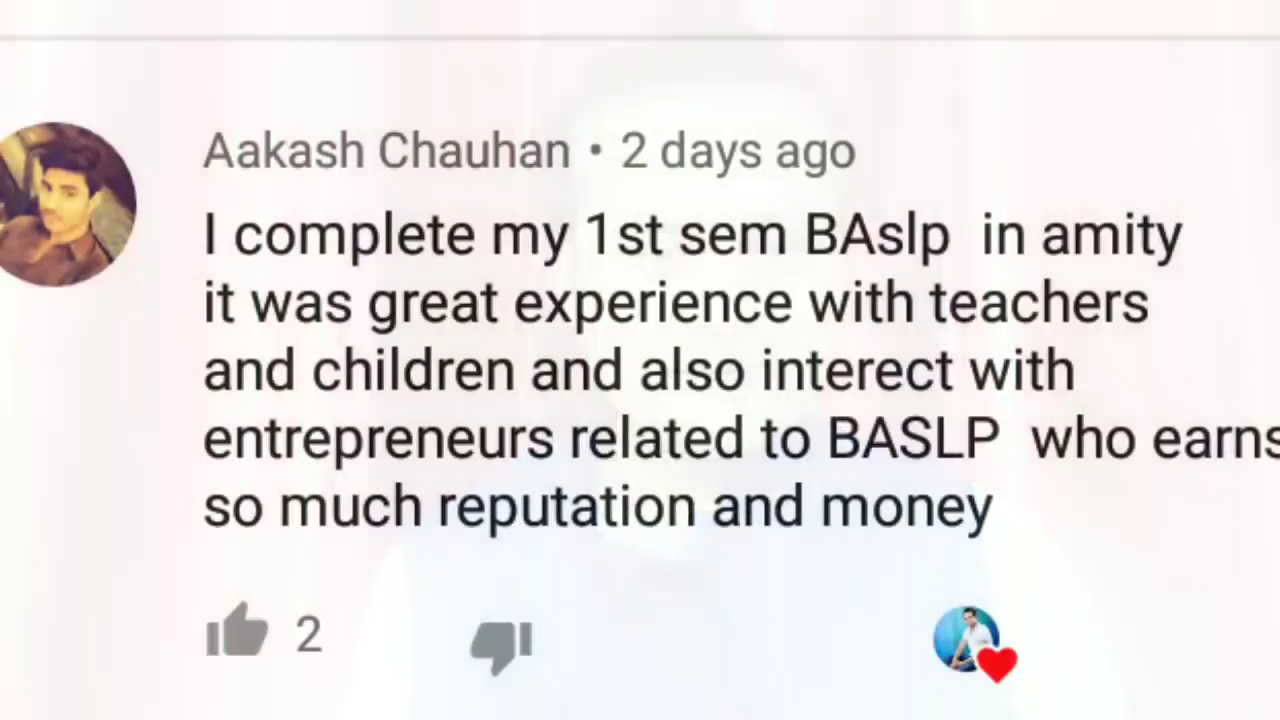 Aakash Chauhan • 2 days ago
I complete my 1st sem BAslp in amity
it was great experience with teachers
and children and also interect with
entrepreneurs related to BASLP who earns
so much reputation and money
2